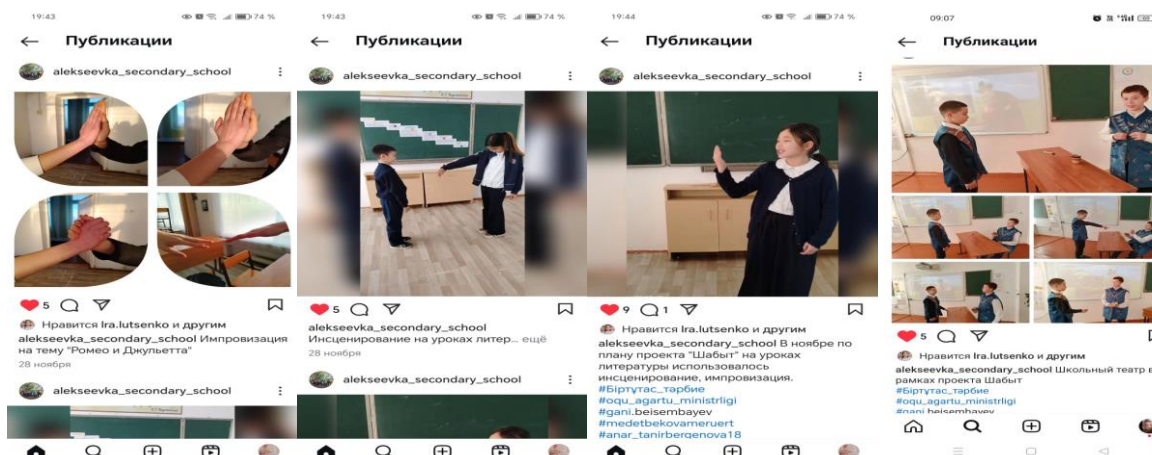 19:43
74 %
Публикации
alekseevka_secondary_school
5
Нравится Ira.lutsenko и другим
alekseevka_secondary_school Импровизация
на тему "Ромео и Джульетта"
28 ноября
alekseevka_secondary_school
19:43
74 %
Публикации
alekseevka_secondary_school
5
alekseevka_secondary_school
Инсценирование на уроках литер... ещё
28 ноября
alekseevka_secondary_school
19:44
74 %
Публикации
alekseevka_secondary_school
9 1
Нравится Ira.lutsenko и другим
alekseevka_secondary_school В ноябре по
плану проекта "Шабыт" на уроках
литературы использовалось
инсценирование, импровизация.
#Біртұтас_тәрбие
#oqu_agartu_ministrligi
#gani.beisembayev
#medetbekovameruert
#anar_tanirbergenova18
09:07
Публикации
5
Нравится Ira.lutsenko и другим
alekseevka_secondary_school Школьный театр в
рамках проекта Шабыт
#Біртұтас_тәрбие
#oqu_agartu_ministrligi
#gani.beisembayev